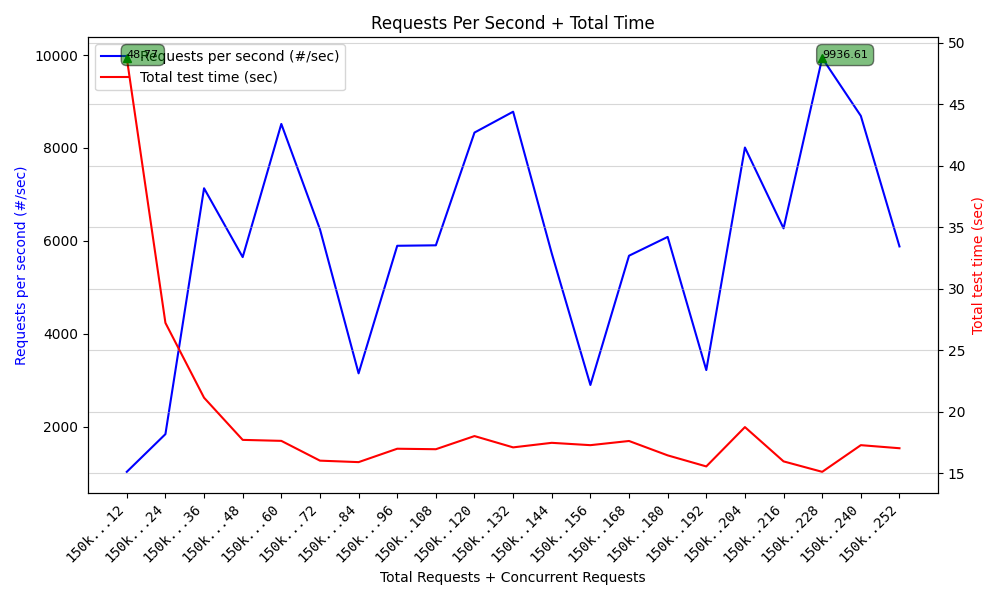 Requests Per Second + Total Time
48.77
9936.61
Requests per second (#/sec)
Total test time (sec)
10000
8000
6000
4000
2000
Requests per second (#/sec)
50
45
40
35
30
25
20
15
Total test time (sec)
150k...12
150k...24
150k...36
150k...48
150k...60
150k...72
150k...84
150k...96
150k..108
150k..120
150k..132
150k..144
150k..156
150k..168
150k..180
150k..192
150k..204
150k..216
150k..228
150k..240
150k..252
Total Requests + Concurrent Requests